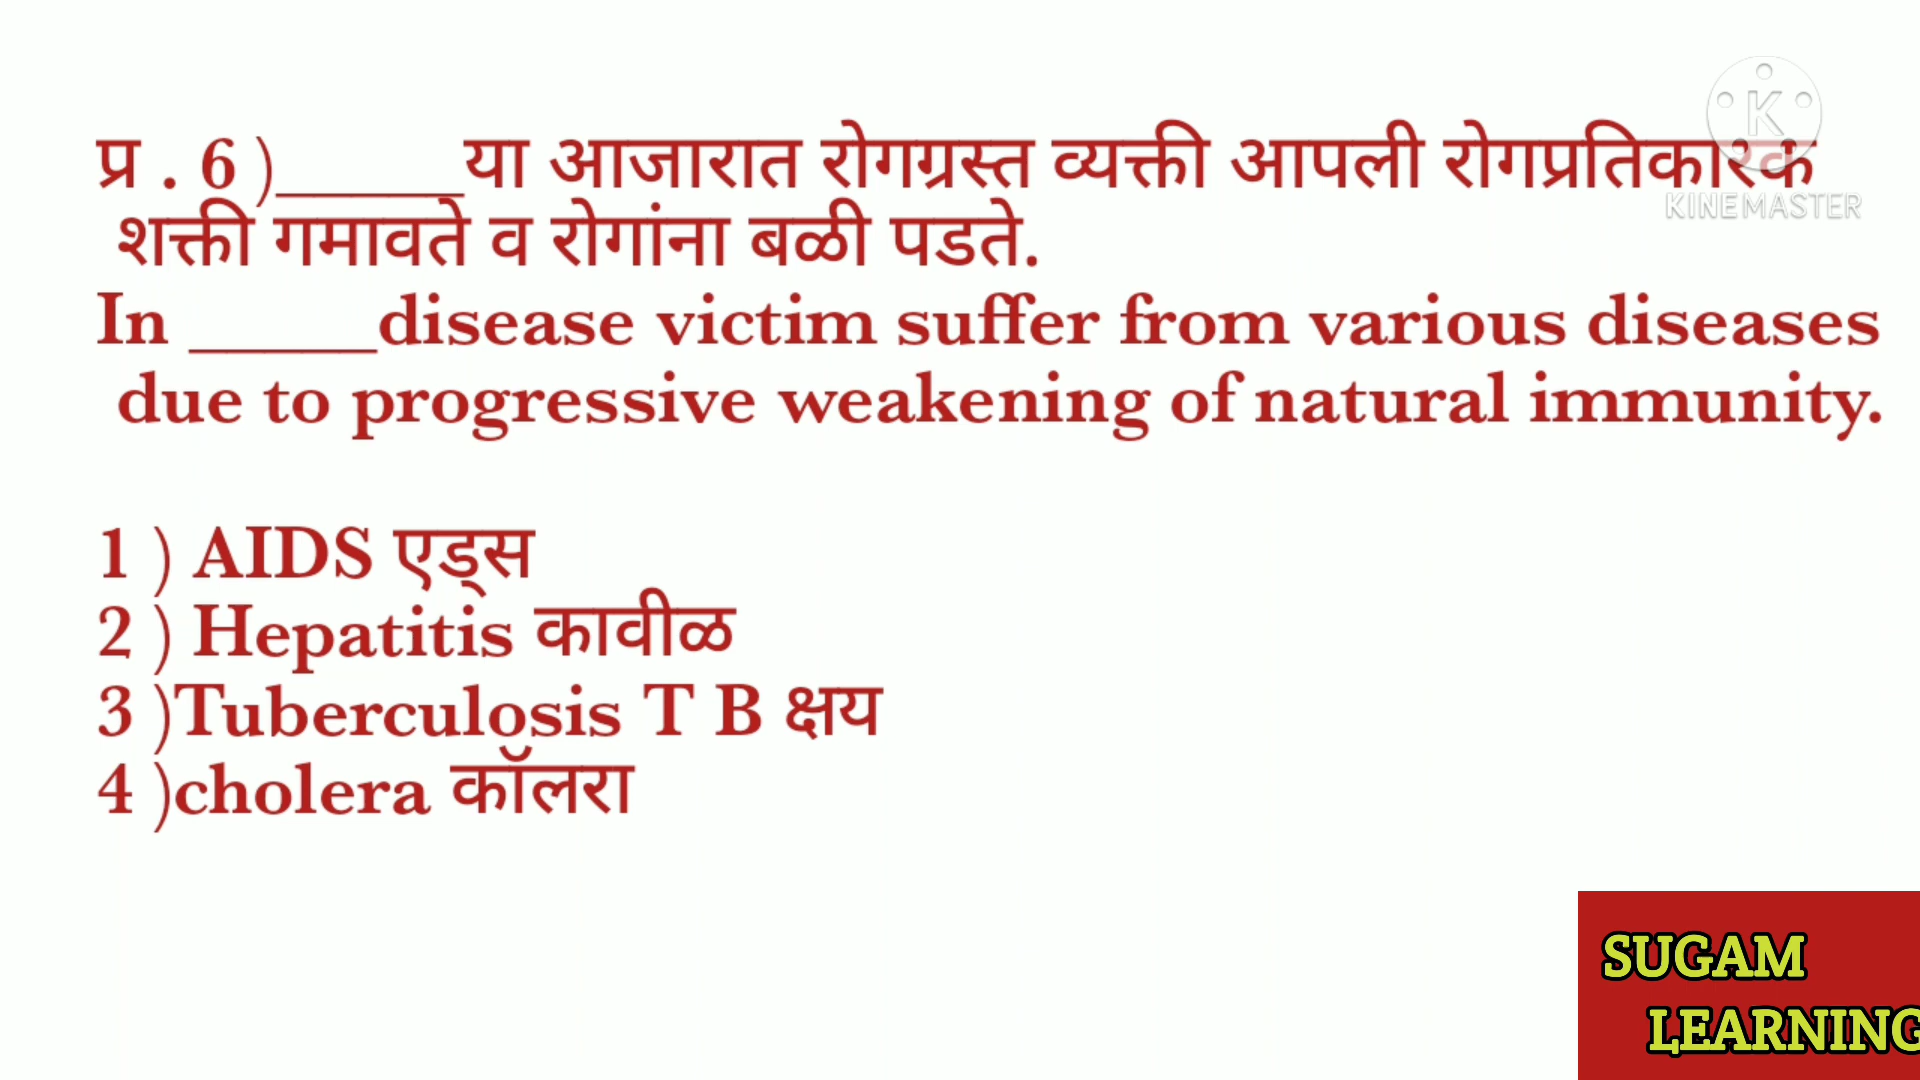 प्र . 6 )_____या आजारात रोगग्रस्त व्यक्ती आपली रोगप्रतिकारक
शक्ती गमावते व रोगांना बळी पडते.
In _____disease victim suffer from various diseases
due to progressive weakening of natural immunity.
1 ) AIDS एड्स
2 ) Hepatitis कावीळ
3 )Tuberculosis T B क्षय
4 )cholera कॉलरा
K
KINEMASTER
SUGAM
LEARNING